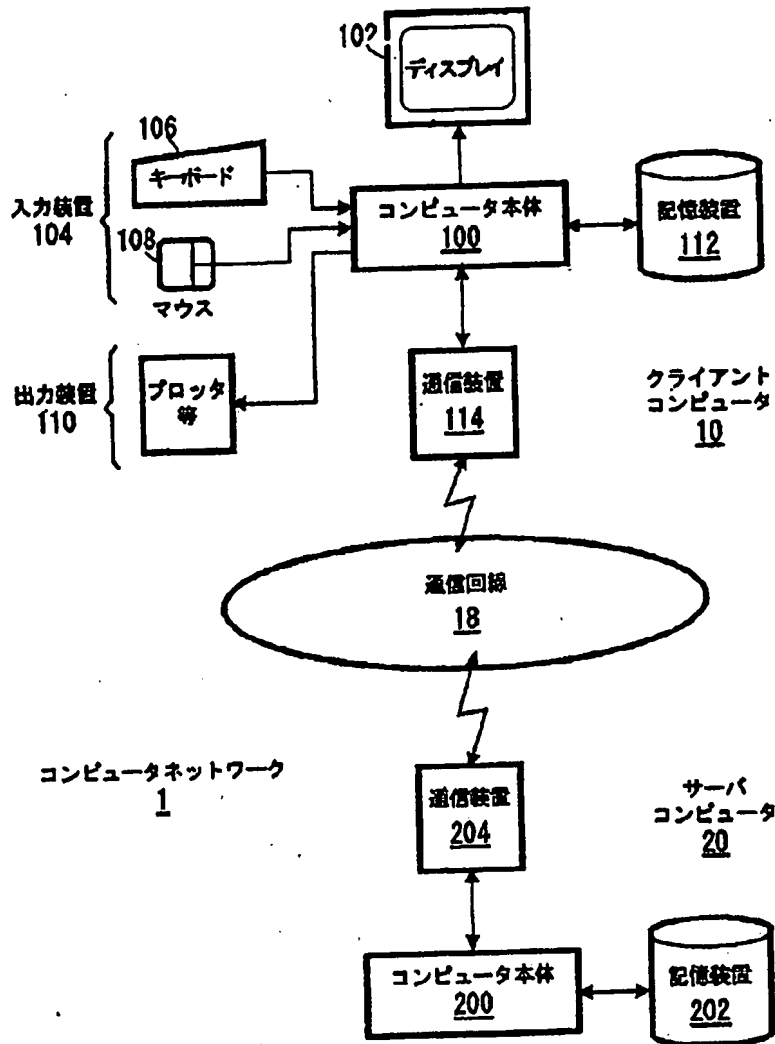 102
ディスプレイ
106
キーボード
入力装置
104
108
マウス
コンピュータ本体
100
記憶装置
112
出力装置
110
プロッタ
等
通信装置
114
クライアント
コンピュータ
10
通信回線
18
コンピュータネットワーク
1
通信装置
204
サーバ
コンピュータ
20
コンピュータ本体
200
記憶装置
202